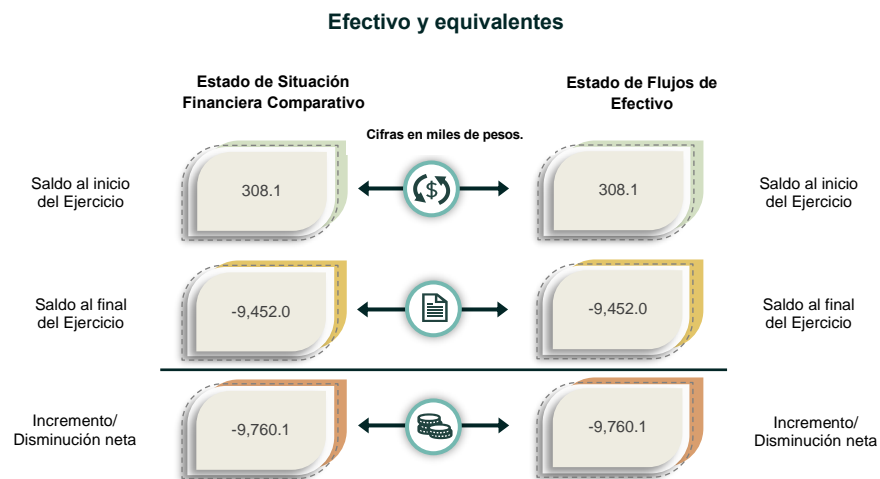 Efectivo y equivalentes
Estado de Situación
Financiera Comparativo
Estado de Flujos de
Efectivo
Cifras en miles de pesos.
Saldo al inicio
del Ejercicio
308.1
$
308.1
Saldo al inicio
del Ejercicio
Saldo al final
del Ejercicio
-9,452.0
-9,452.0
Saldo al final
del Ejercicio
Incremento/
Disminución neta
-9,760.1
-9,760.1
Incremento/
Disminución neta